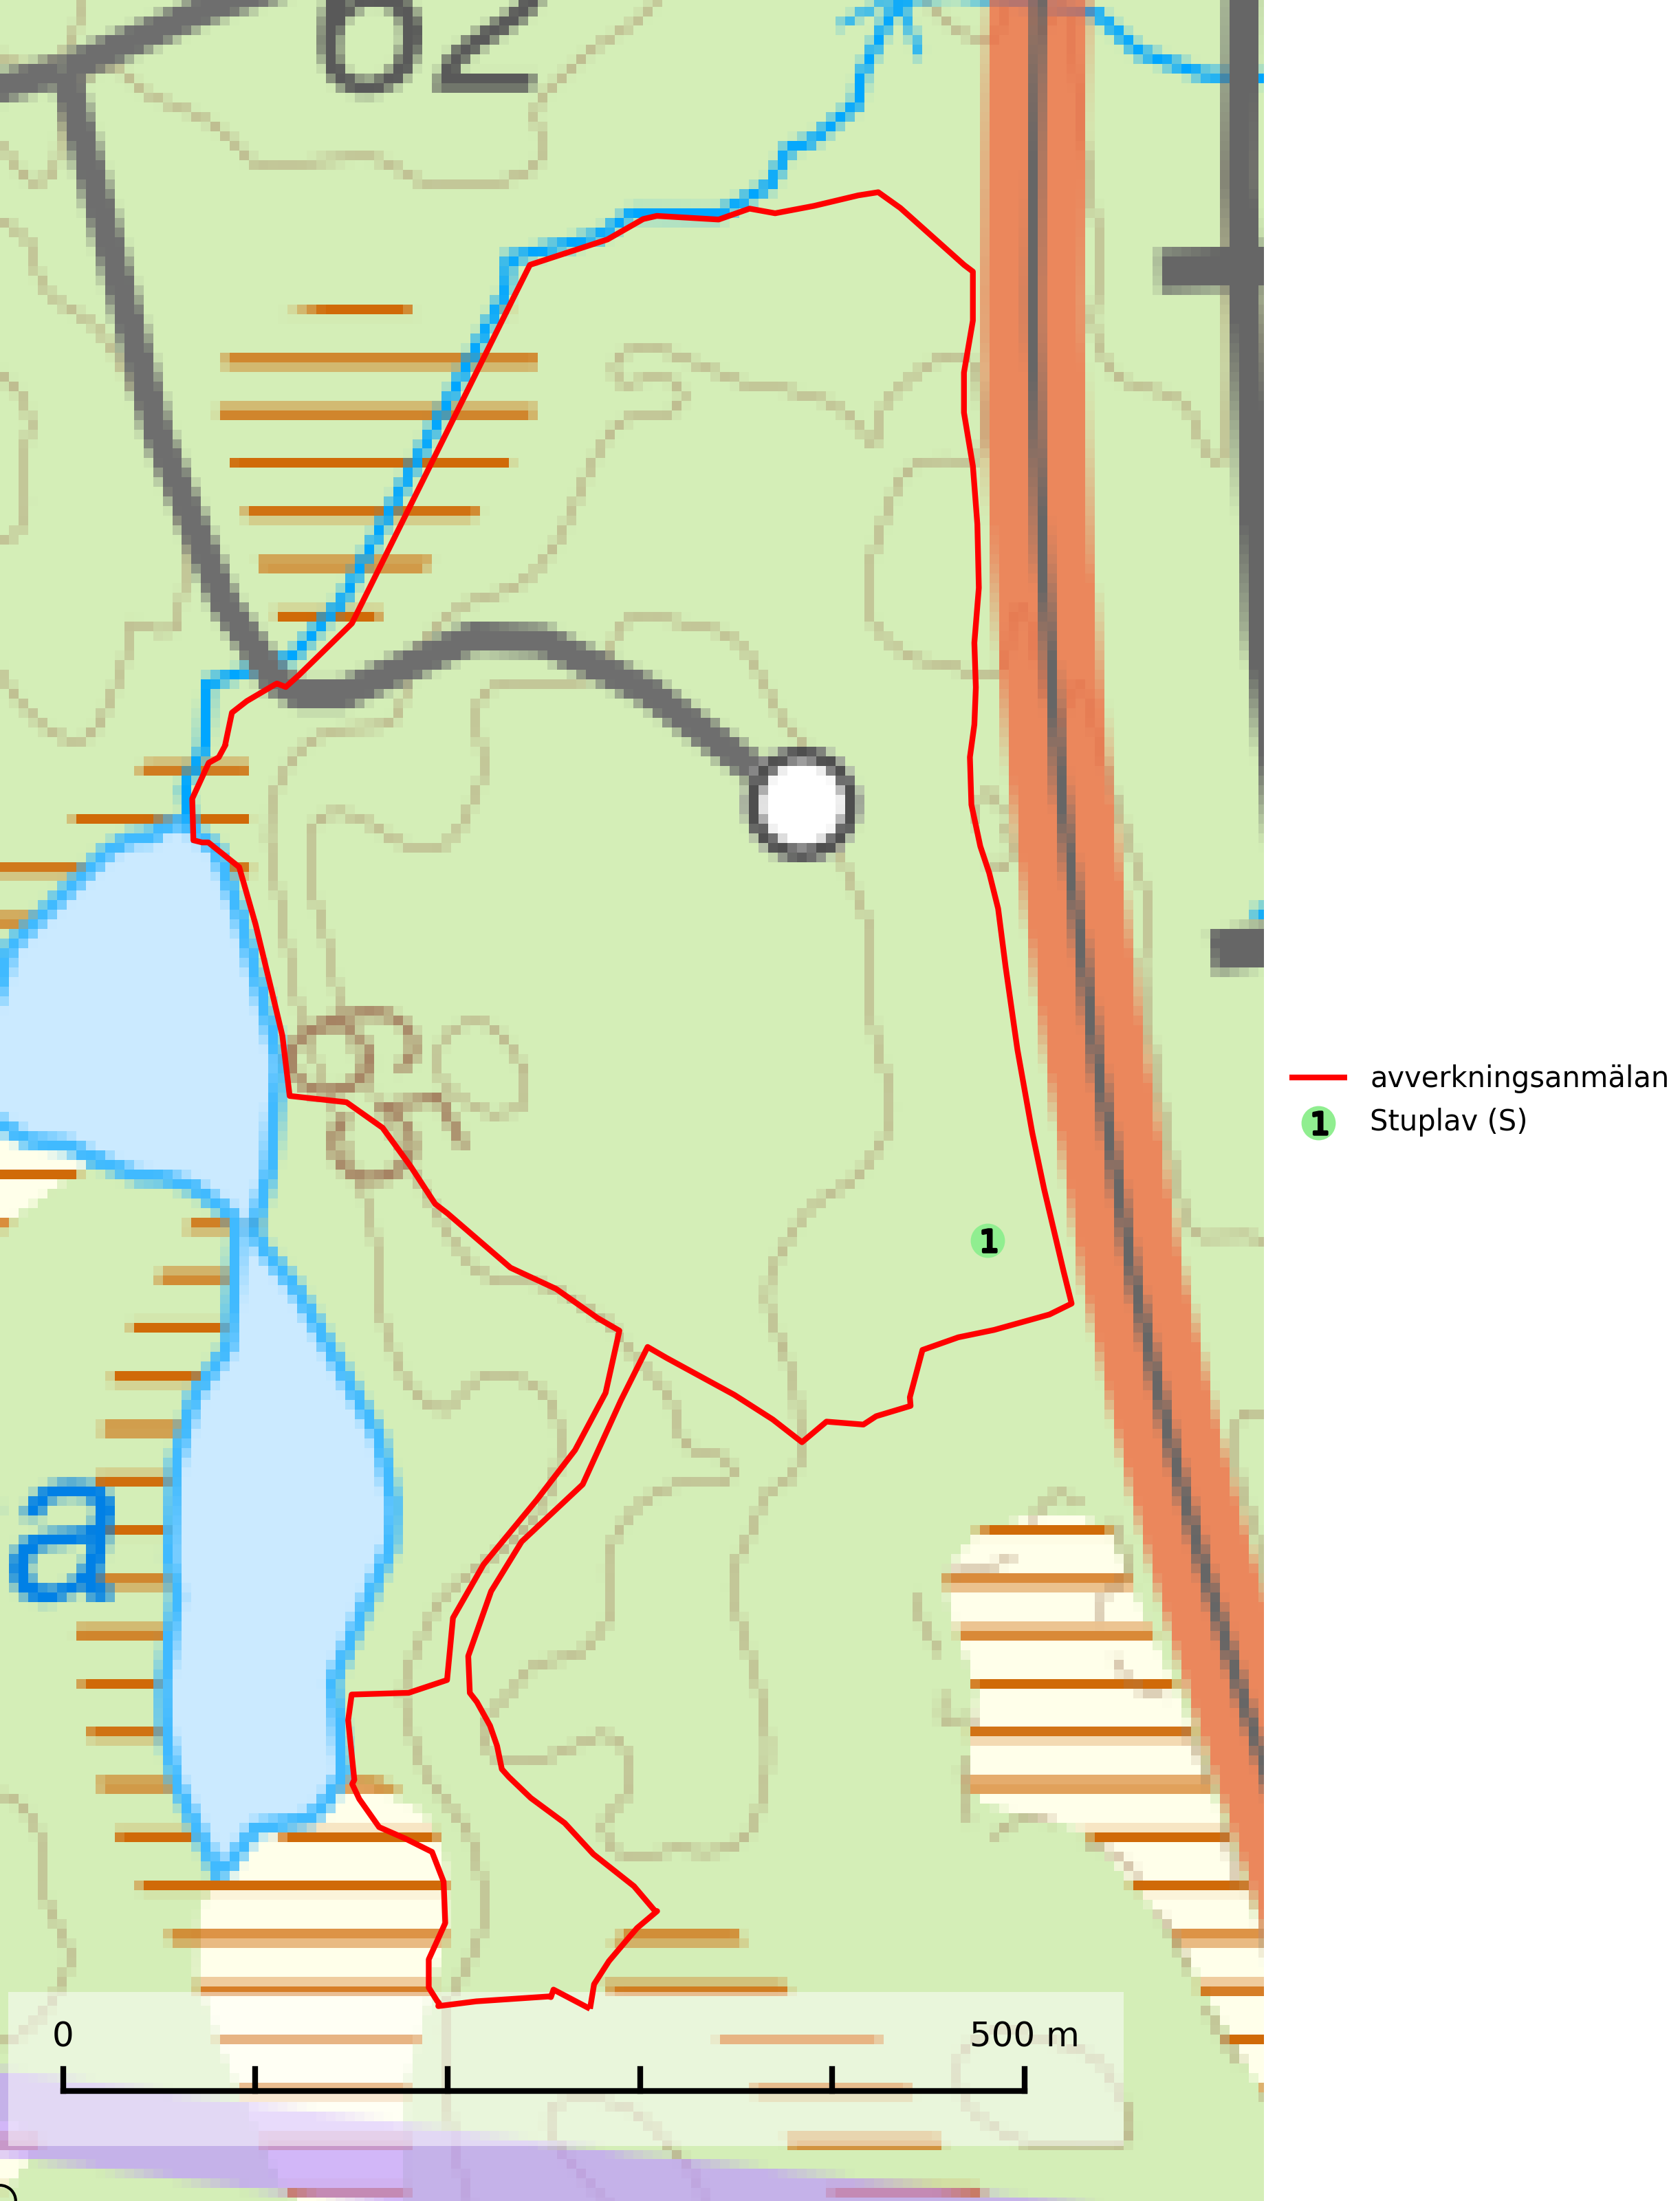 62
avverkningsanmälan
1 Stuplav (S)
1
a
0 500 m